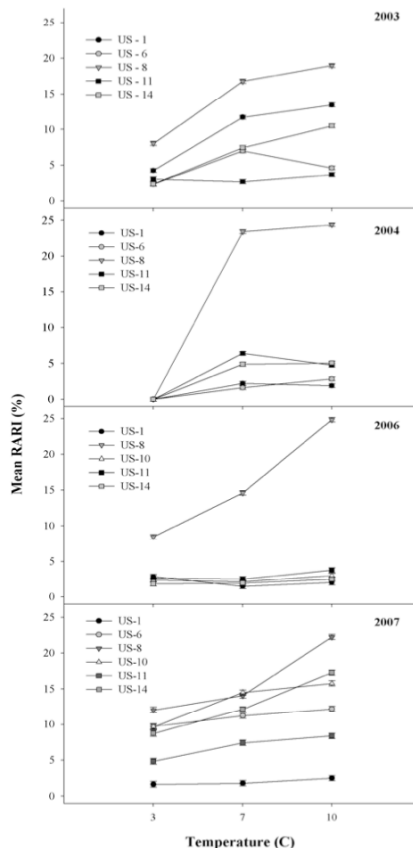 2003
US - 1
US - 6
US - 8
US - 11
US - 14
25
20
15
10
5
0
2004
US-1
US-6
US-8
US-11
US-14
25
20
15
10
5
0
Mean RARI (%)
2006
US-1
US-8
US-10
US-11
US-14
25
20
15
10
5
0
2007
US-1
US-6
US-8
US-10
US-11
US-14
25
20
15
10
5
0
3 7 10
Temperature (C)